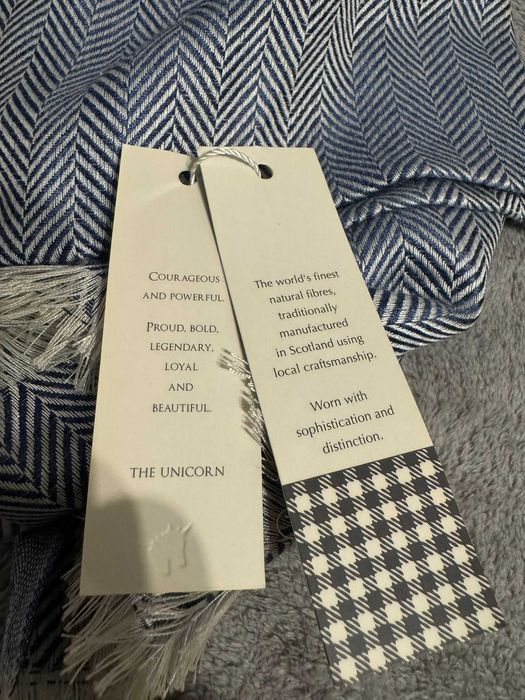 COURAGEOUS
AND POWERFUL.
PROUD, BOLD,
LEGENDARY,
LOYAL
AND
BEAUTIFUL.
THE UNICORN
The world's finest
natural fibres,
traditionally
manufactured
in Scotland using
local craftsmanship.
Worn with
sophistication and
distinction.